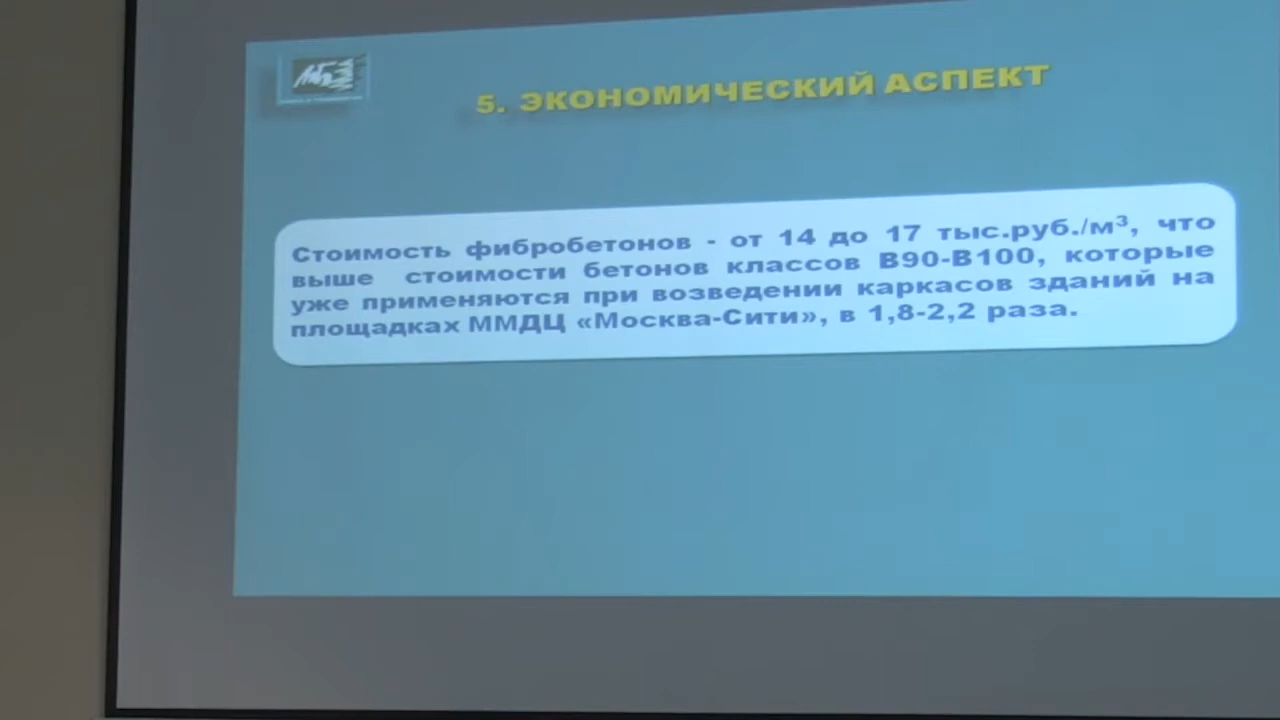 5. ЭКОНОМИЧЕСКИЙ АСПЕКТ
Стоимость фибробетонов - от 14 до 17 тыс.руб./м³, что
выше стоимости бетонов классов В90-В100, которые
уже применяются при возведении каркасов зданий на
площадках ММДЦ «Москва-Сити», в 1,8-2,2 раза.